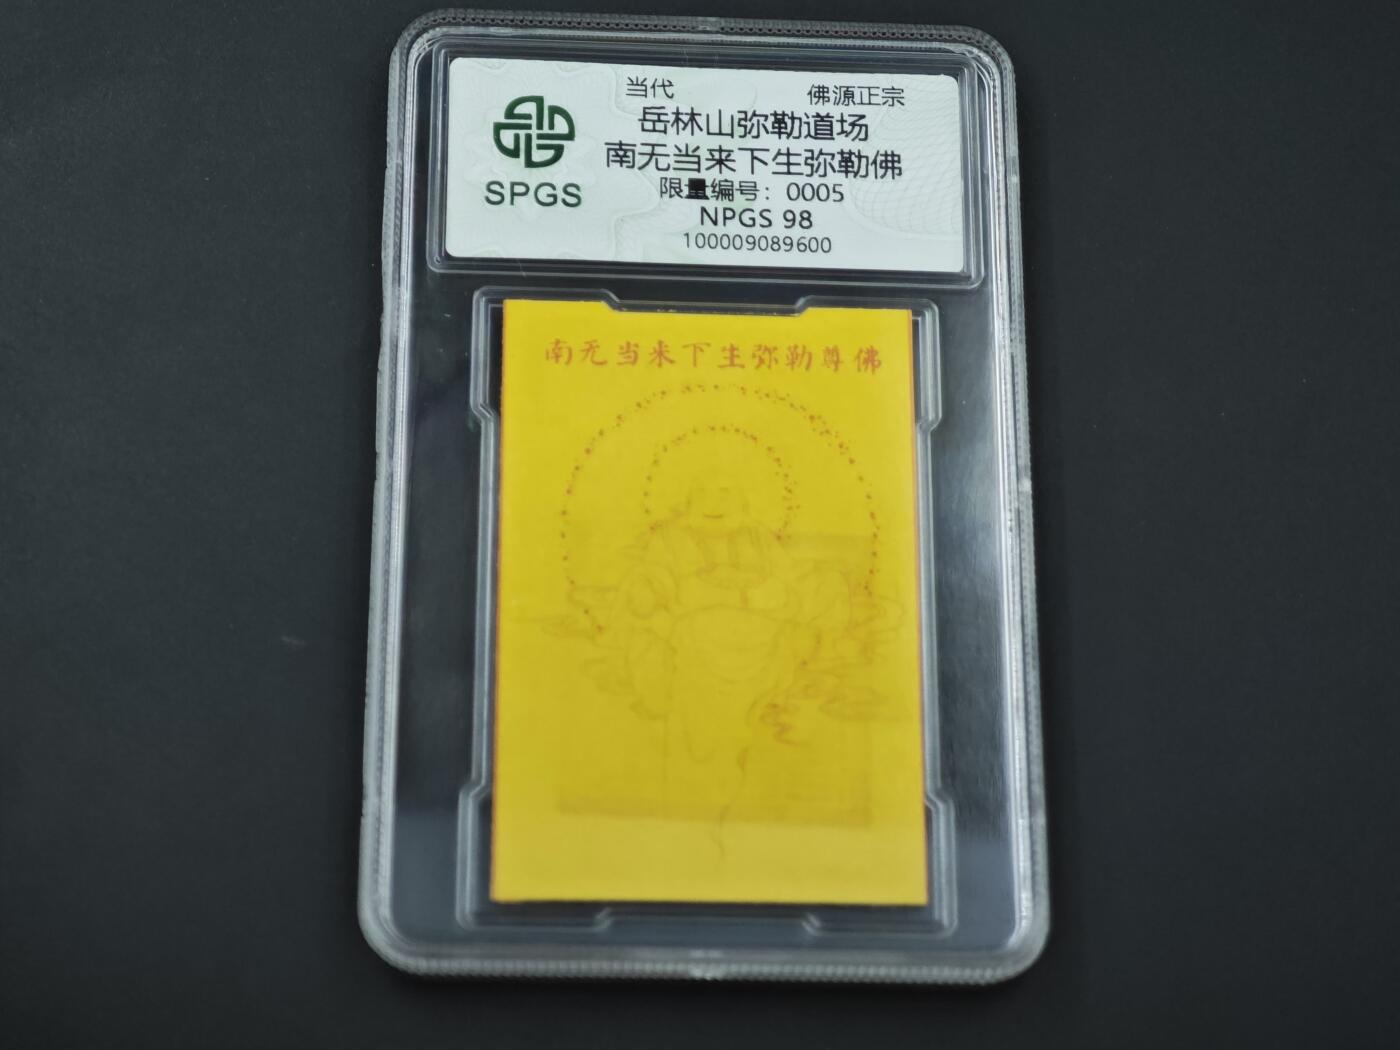 当代 佛源正宗
岳林山弥勒道场
南无当来下生弥勒佛
限量编号：0005
NPGS 98
100009089600
SPGS
南无当来下生弥勒尊佛